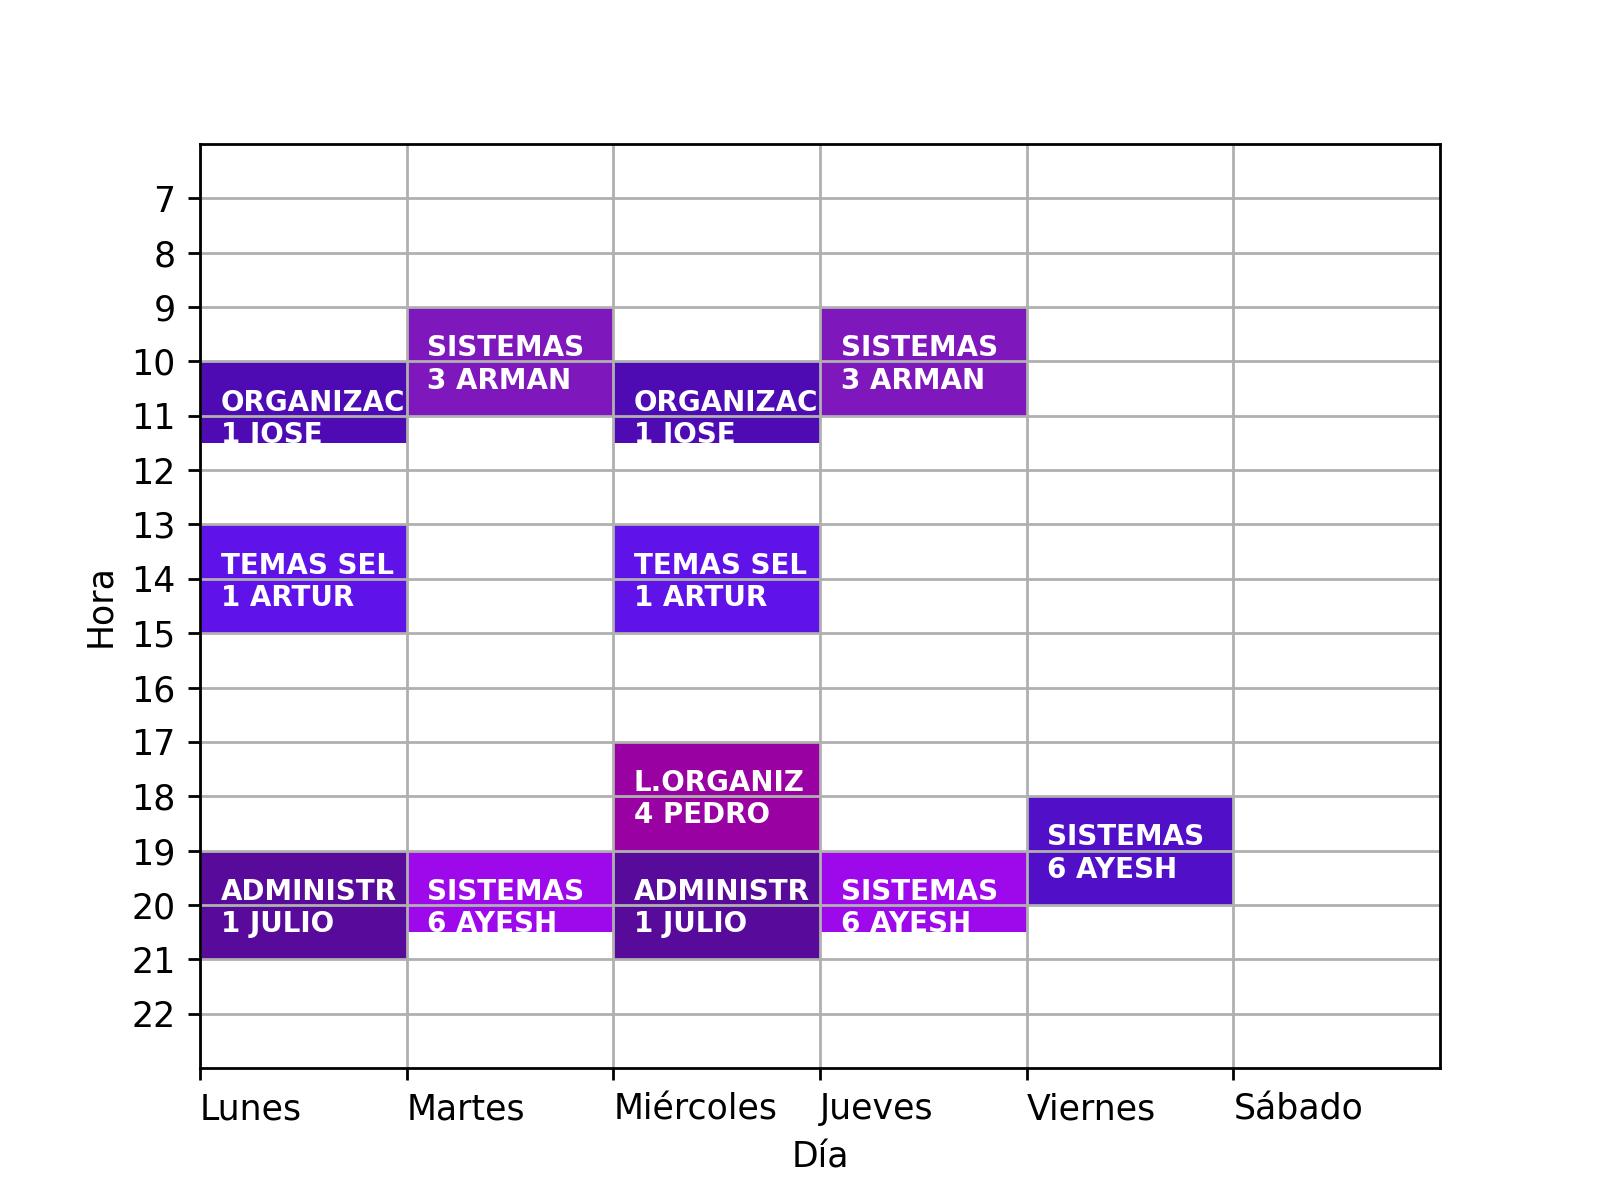 7
8
9
10
11
12
13
14
15
16
17
18
19
20
21
22
Hora
ORGANIZAC
1 JOSE
TEMAS SEL
1 ARTUR
ADMINISTR
1 JULIO
SISTEMAS
3 ARMAN
SISTEMAS
6 AYESH
ORGANIZAC
1 JOSE
TEMAS SEL
1 ARTUR
L.ORGANIZ
4 PEDRO
ADMINISTR
1 JULIO
SISTEMAS
3 ARMAN
SISTEMAS
6 AYESH
SISTEMAS
6 AYESH
Lunes Martes Miércoles Jueves Viernes Sábado
Día